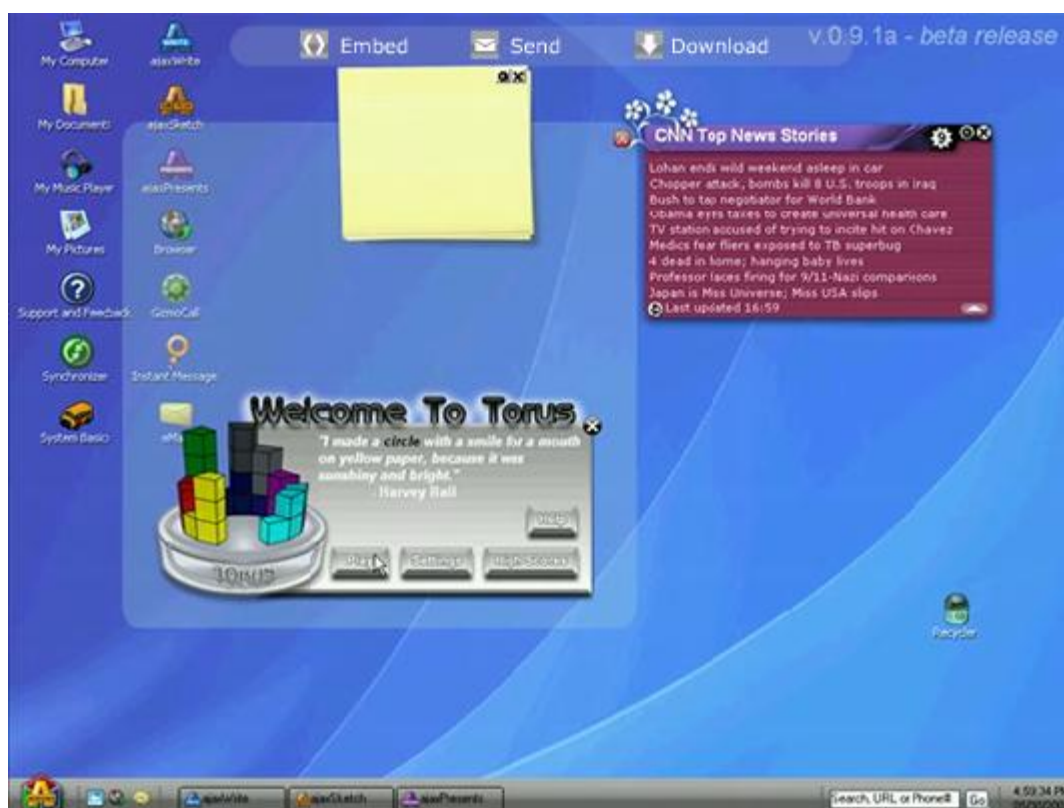 Embed
Send
Download
v.0.9.1a - beta release
My Computer
ajaxWrite
My Documents
ajaxSketch
My Music Player
ajaxPresents
My Pictures
Browser
Support and Feedback
GizmoCall
Synchronizer
Instant Message
System Basics
eMail
CNN Top News Stories
Lohan ends wild weekend asleep in car
Chopper attack, bombs kill 8 U.S. troops in Iraq
Bush to tap negotiator for World Bank
Obama eyes taxes to create universal health care
TV station accused of trying to incite hit on Chavez
Medics fear fliers exposed to TB superbug
4 dead in home; hanging baby lives
Professor faces firing for 9/11-Nazi comparisons
Japan is Miss Universe; Miss USA slips
Last updated 16:59
Welcome To Torus
"I made a circle with a smile for a mouth
on yellow paper, because it was
sunshiny and bright."
Harvey Ball
Help
Play
Settings
High Scores
TORUS
Recycler
ajaxWrite
ajaxSketch
ajaxPresents
Search, URL or Phone#
Go
4:59:34